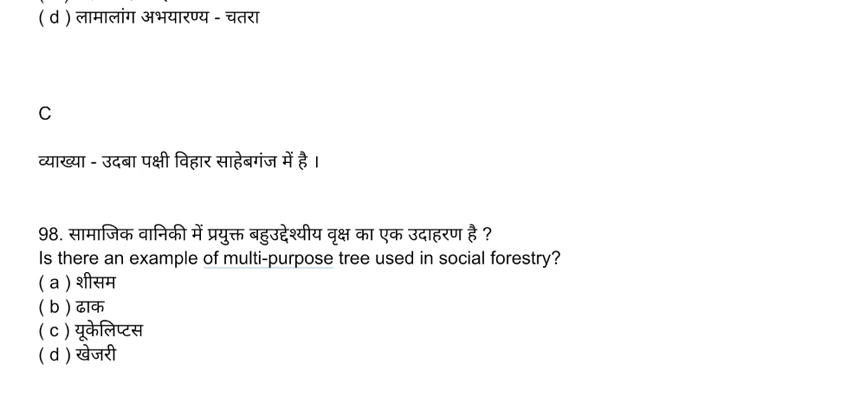 ( d ) लामालांग अभयारण्य - चतरा
C
व्याख्या - उदबा पक्षी विहार साहेबगंज में है ।
98. सामाजिक वानिकी में प्रयुक्त बहुउद्देश्यीय वृक्ष का एक उदाहरण है ?
Is there an example of multi-purpose tree used in social forestry?
( a ) शीसम
( b ) ढाक
( c ) यूकेलिप्टस
( d ) खेजरी